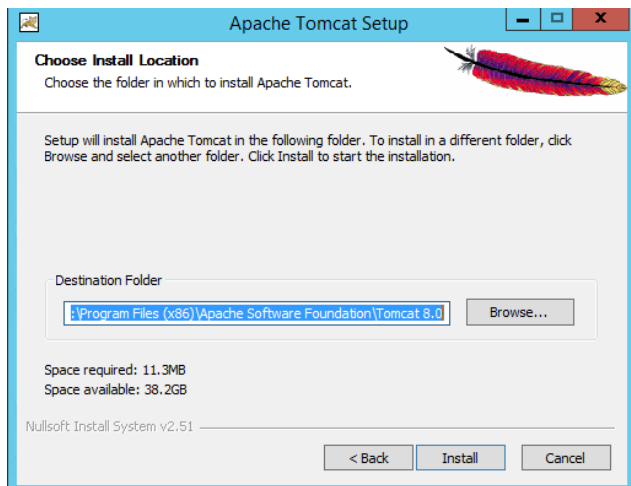 Apache Tomcat Setup
Choose Install Location
Choose the folder in which to install Apache Tomcat.
Setup will install Apache Tomcat in the following folder. To install in a different folder, click
Browse and select another folder. Click Install to start the installation.
Destination Folder
:\Program Files (x86)\Apache Software Foundation\Tomcat 8.0
Browse...
Space required: 11.3MB
Space available: 38.2GB
Nullsoft Install System v2.51
< Back Install Cancel